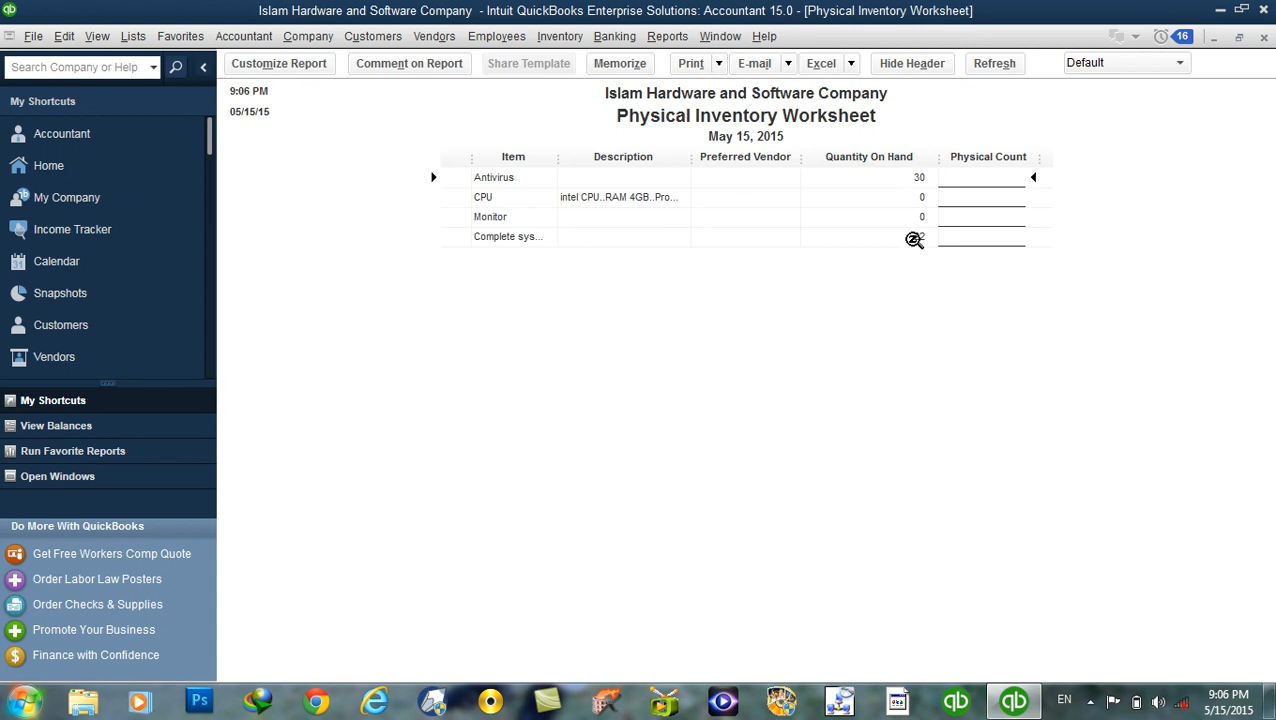 Islam Hardware and Software Company - Intuit QuickBooks Enterprise Solutions: Accountant 15.0 - [Physical Inventory Worksheet]
File Edit View Lists Favorites Accountant Company Customers Vendors Employees Inventory Banking Reports Window Help 16
Search Company or Help
Customize Report Comment on Report Share Template Memorize Print E-mail Excel Hide Header Refresh Default
My Shortcuts
Accountant
Home
My Company
Income Tracker
Calendar
Snapshots
Customers
Vendors
My Shortcuts
View Balances
Run Favorite Reports
Open Windows
Do More With QuickBooks
Get Free Workers Comp Quote
Order Labor Law Posters
Order Checks & Supplies
Promote Your Business
Finance with Confidence
9:06 PM
05/15/15
Islam Hardware and Software Company
Physical Inventory Worksheet
May 15, 2015
Item Description Preferred Vendor Quantity On Hand Physical Count
Antivirus 30
CPU intel CPU..RAM 4GB..Pro... 0
Monitor 0
Complete sys...
Ps
EN
9:06 PM
5/15/2015